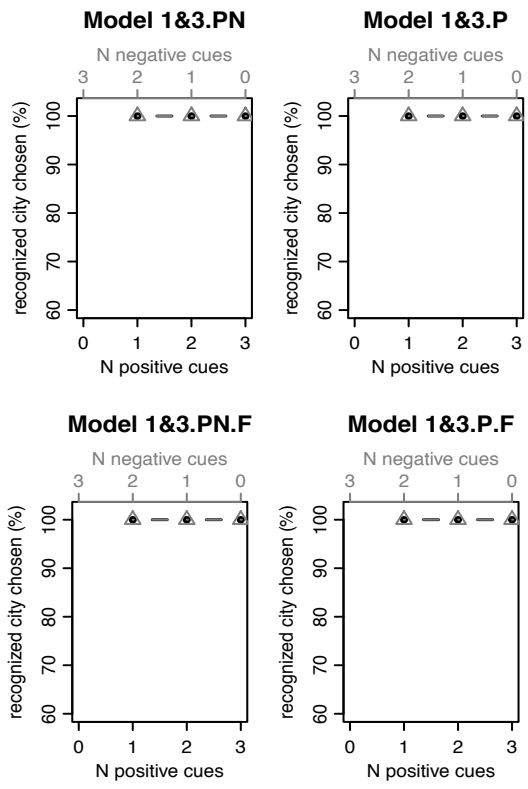 Model 1&3.PN
N negative cues
3 2 1 0
recognized city chosen (%)
100
90
80
70
60
0 1 2 3
N positive cues
Model 1&3.P
N negative cues
3 2 1 0
recognized city chosen (%)
100
90
80
70
60
0 1 2 3
N positive cues
Model 1&3.PN.F
N negative cues
3 2 1 0
recognized city chosen (%)
100
90
80
70
60
0 1 2 3
N positive cues
Model 1&3.P.F
N negative cues
3 2 1 0
recognized city chosen (%)
100
90
80
70
60
0 1 2 3
N positive cues